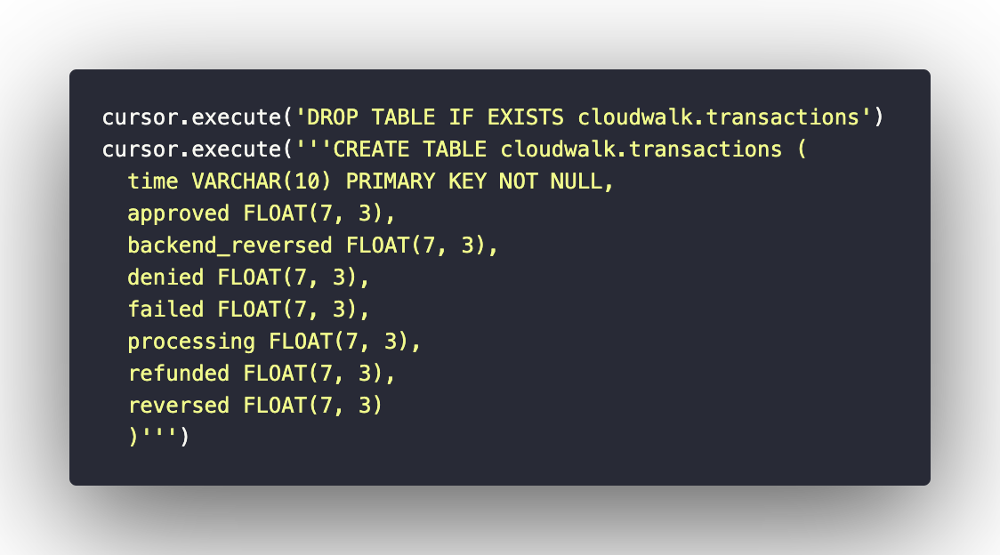 cursor.execute('DROP TABLE IF EXISTS cloudwalk.transactions')
cursor.execute('''CREATE TABLE cloudwalk.transactions (
  time VARCHAR(10) PRIMARY KEY NOT NULL,
  approved FLOAT(7, 3),
  backend_reversed FLOAT(7, 3),
  denied FLOAT(7, 3),
  failed FLOAT(7, 3),
  processing FLOAT(7, 3),
  refunded FLOAT(7, 3),
  reversed FLOAT(7, 3)
  )''')